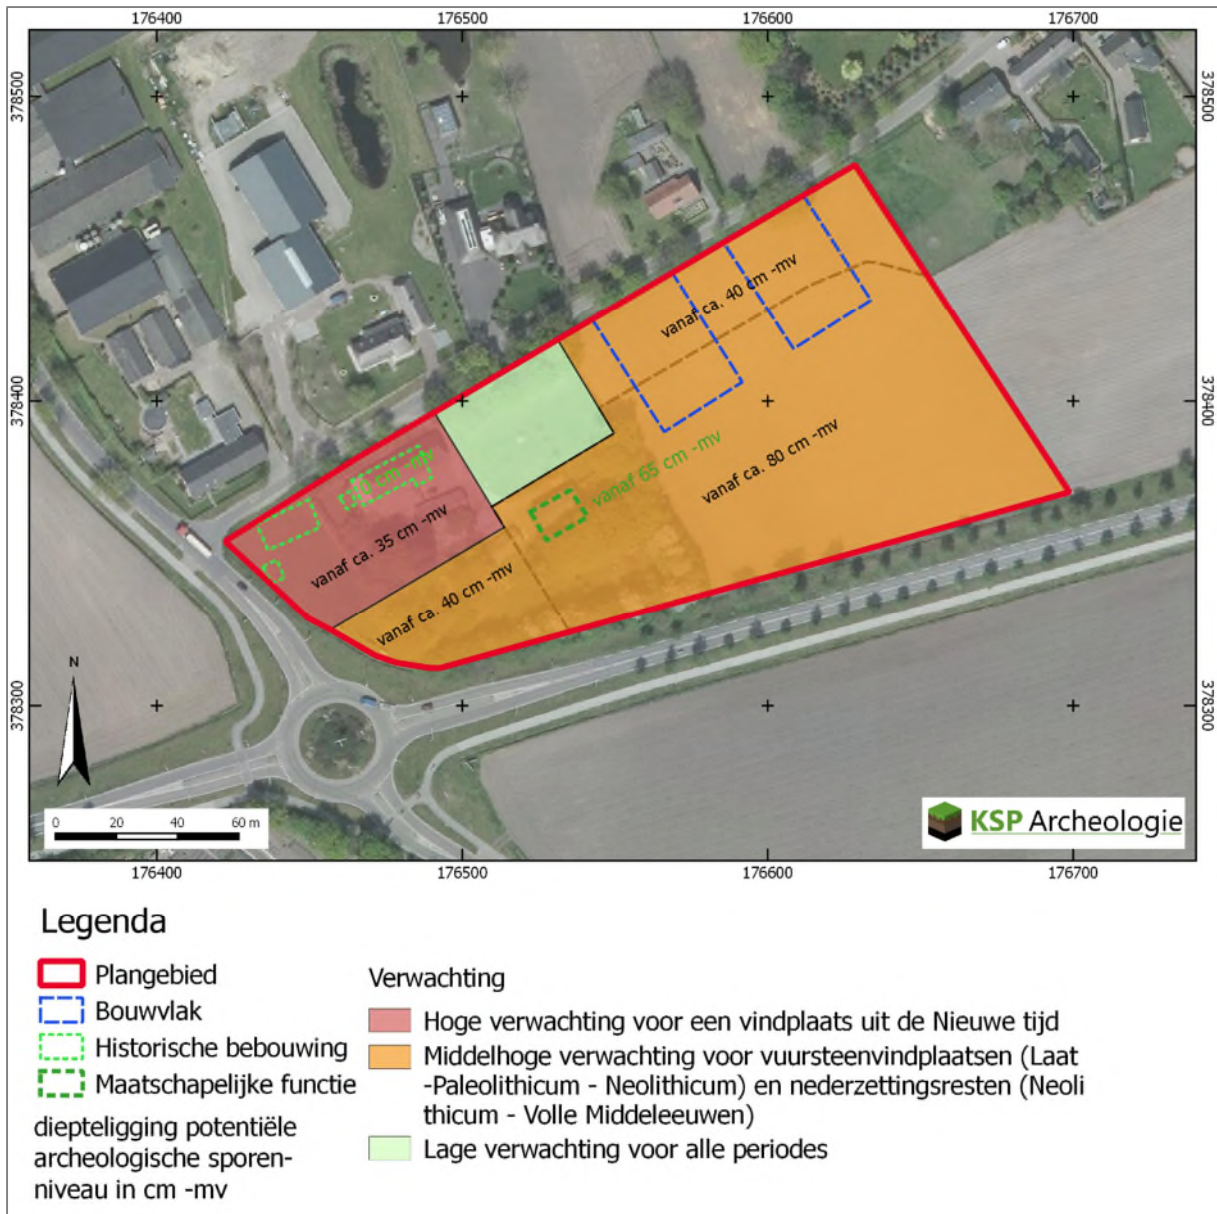 176400
176500
176600
176700
378500
378500
378400
378400
378300
378300
vanaf ca. 40 cm -mv
vanaf 65 cm -mv
vanaf ca. 80 cm -mv
cm -mv
vanaf ca. 35 cm -mv
vanaf ca. 40 cm -mv
N
0 20 40 60 m
KSP Archeologie
176400
176500
176600
176700
Legenda
Plangebied
Bouwvlak
Historische bebouwing
Maatschapelijke functie
diepteligging potentiële
archeologische sporen-
niveau in cm -mv
Verwachting
Hoge verwachting voor een vindplaats uit de Nieuwe tijd
Middelhoge verwachting voor vuursteenvindplaatsen (Laat
-Paleolithicum - Neolithicum) en nederzettingsresten (Neoli
thicum - Volle Middeleeuwen)
Lage verwachting voor alle periodes